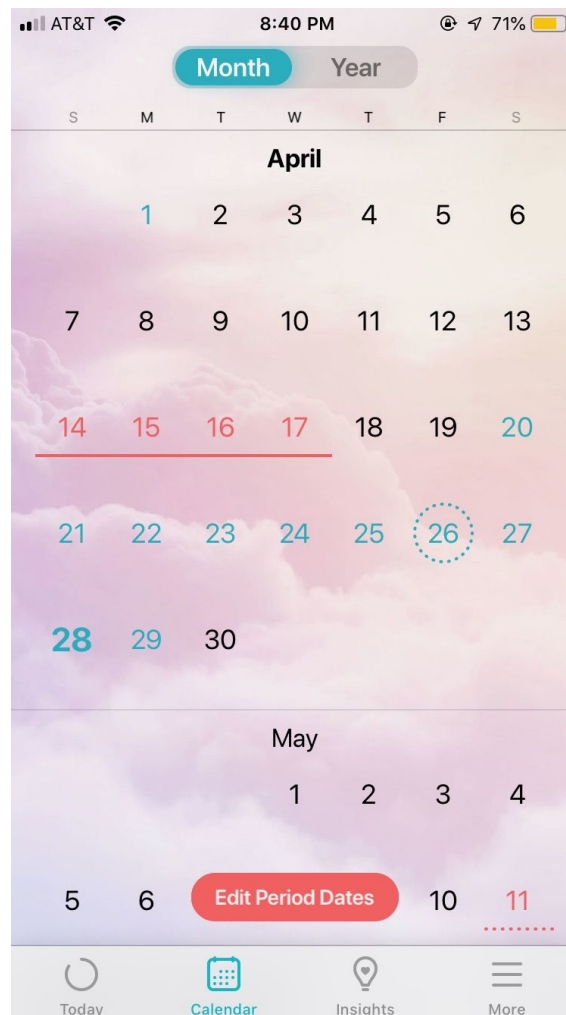 AT&T 8:40 PM 71%
Month Year
S M T W T F S
April
1 2 3 4 5 6
7 8 9 10 11 12 13
14 15 16 17 18 19 20
21 22 23 24 25 26 27
28 29 30
May
1 2 3 4
5 6 Edit Period Dates 10 11
Today Calendar Insights More